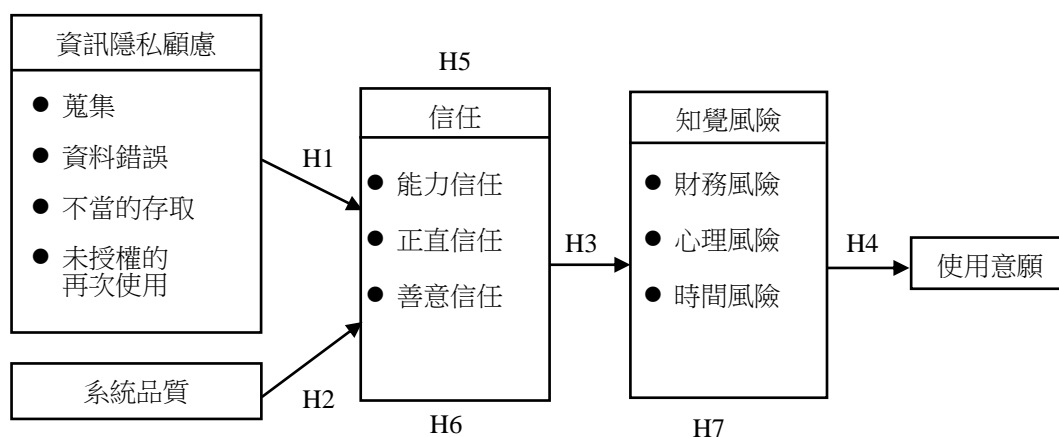 資訊隱私顧慮
● 蒐集
● 資料錯誤
● 不當的存取
● 未授權的
再次使用
系統品質
H1
H2
H5
信任
● 能力信任
● 正直信任
● 善意信任
H6
H3
知覺風險
● 財務風險
● 心理風險
● 時間風險
H7
H4
使用意願